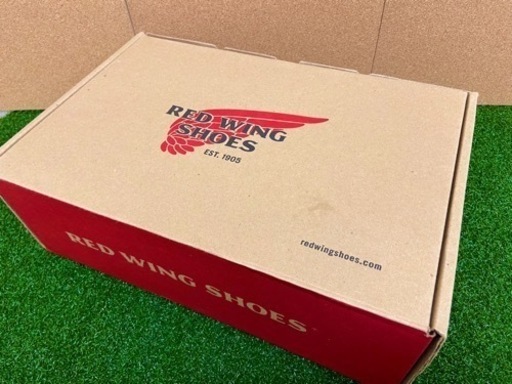 RED WING
SHOES
EST. 1905
redwingshoes.com
RED WING SHOES